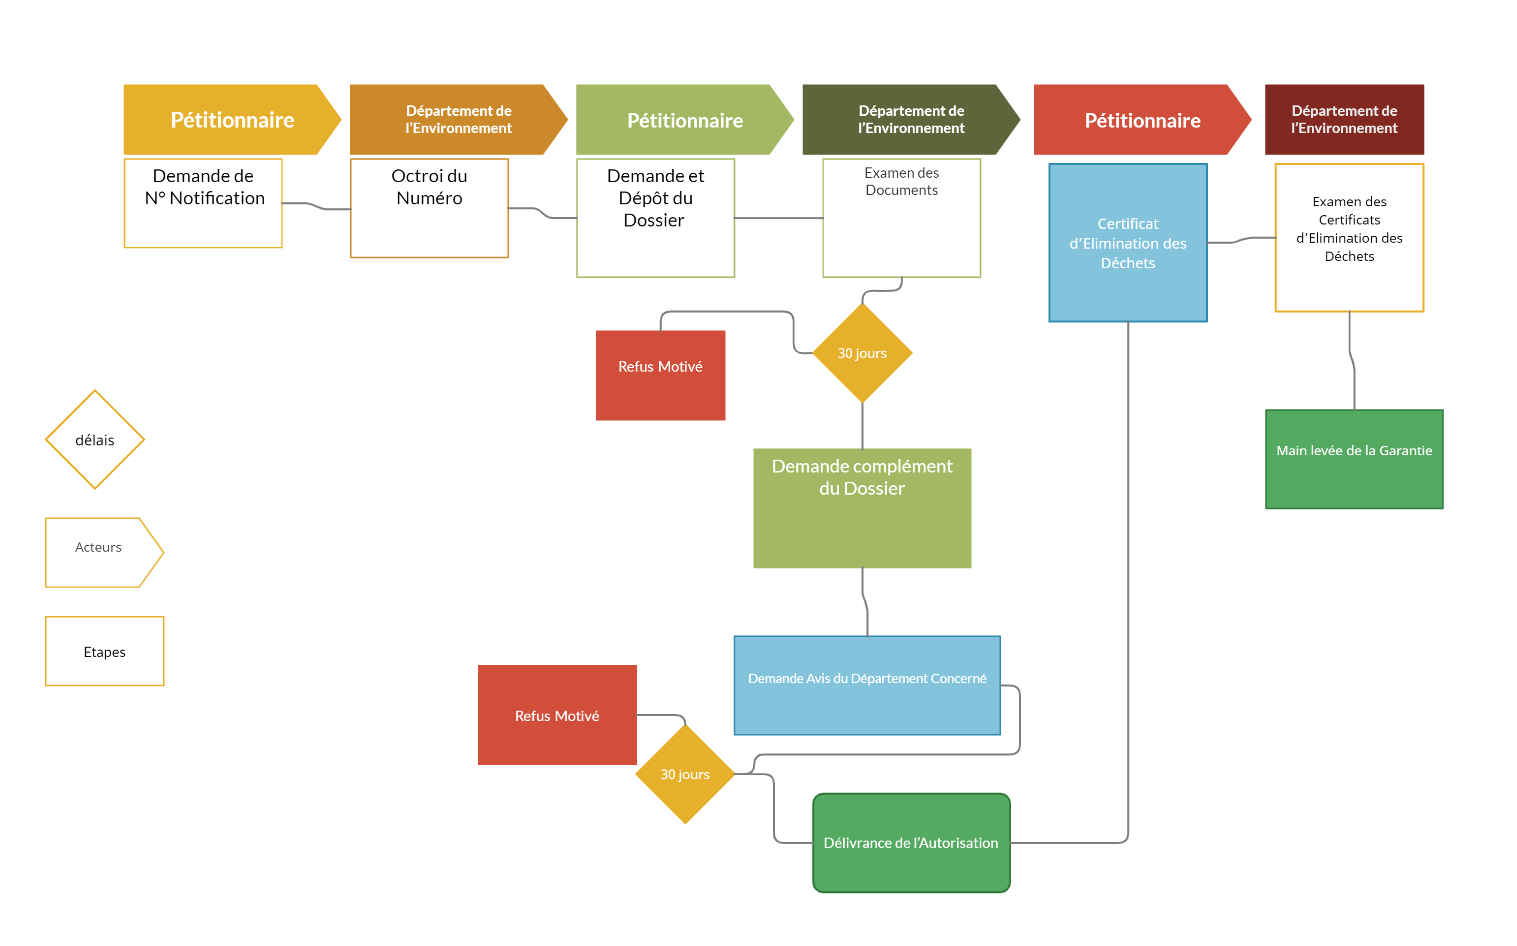 Pétitionnaire
Département de
l'Environnement
Pétitionnaire
Département de
l'Environnement
Pétitionnaire
Département de
l'Environnement
Demande de
N° Notification
Octroi du
Numéro
Demande et
Dépôt du
Dossier
Examen des
Documents
Certificat
d'Elimination des
Déchets
Examen des
Certificats
d'Elimination des
Déchets
Refus Motivé
30 jours
délais
Main levée de la Garantie
Demande complément
du Dossier
Acteurs
Etapes
Demande Avis du Département Concerné
Refus Motivé
30 jours
Délivrance de l'Autorisation